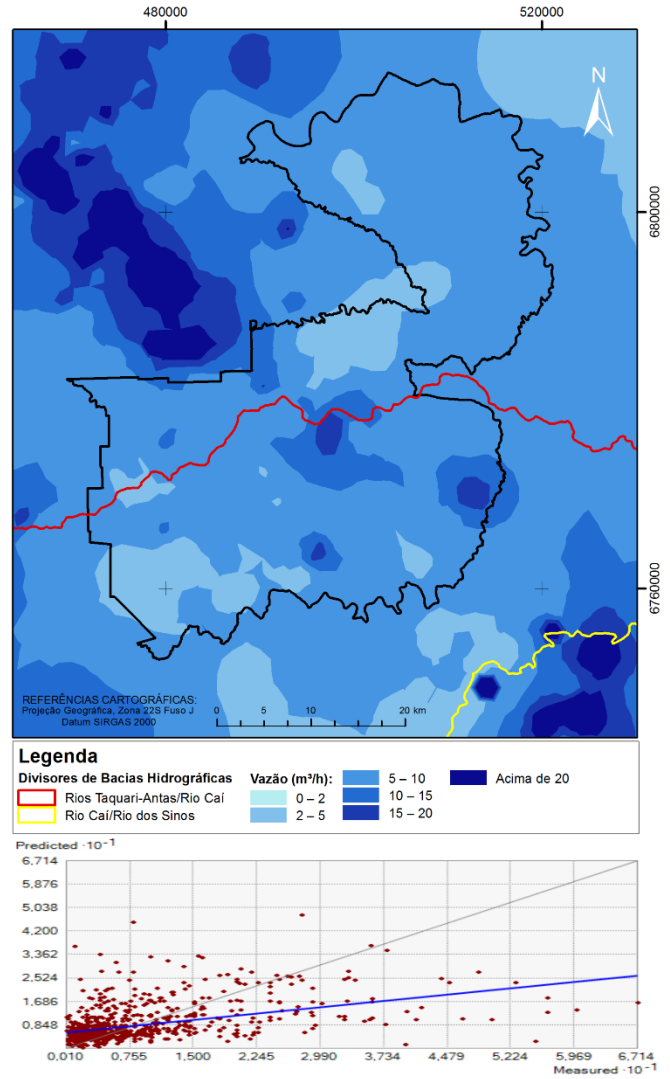 480000 520000
N
6800000
6760000
REFERÊNCIAS CARTOGRÁFICAS:
Projeção Geográfica, Zona 22S Fuso J
Datum SIRGAS 2000
0 5 10 20 km
Legenda
Divisores de Bacias Hidrográficas
Rios Taquari-Antas/Rio Caí
Rio Caí/Rio dos Sinos
Vazão (m³/h):
0 – 2
2 – 5
5 – 10
10 – 15
15 – 20
Acima de 20
Predicted ·10⁻¹
6,714
5,876
5,038
4,200
3,362
2,524
1,686
0,848
0,010 0,755 1,500 2,245 2,990 3,734 4,479 5,224 5,969 6,714
Measured ·10⁻¹